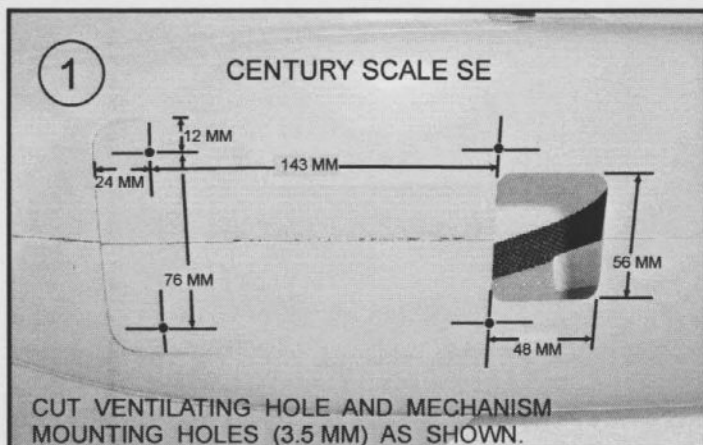 1
CENTURY SCALE SE
12 MM
24 MM
143 MM
76 MM
56 MM
48 MM
CUT VENTILATING HOLE AND MECHANISM
MOUNTING HOLES (3.5 MM) AS SHOWN.